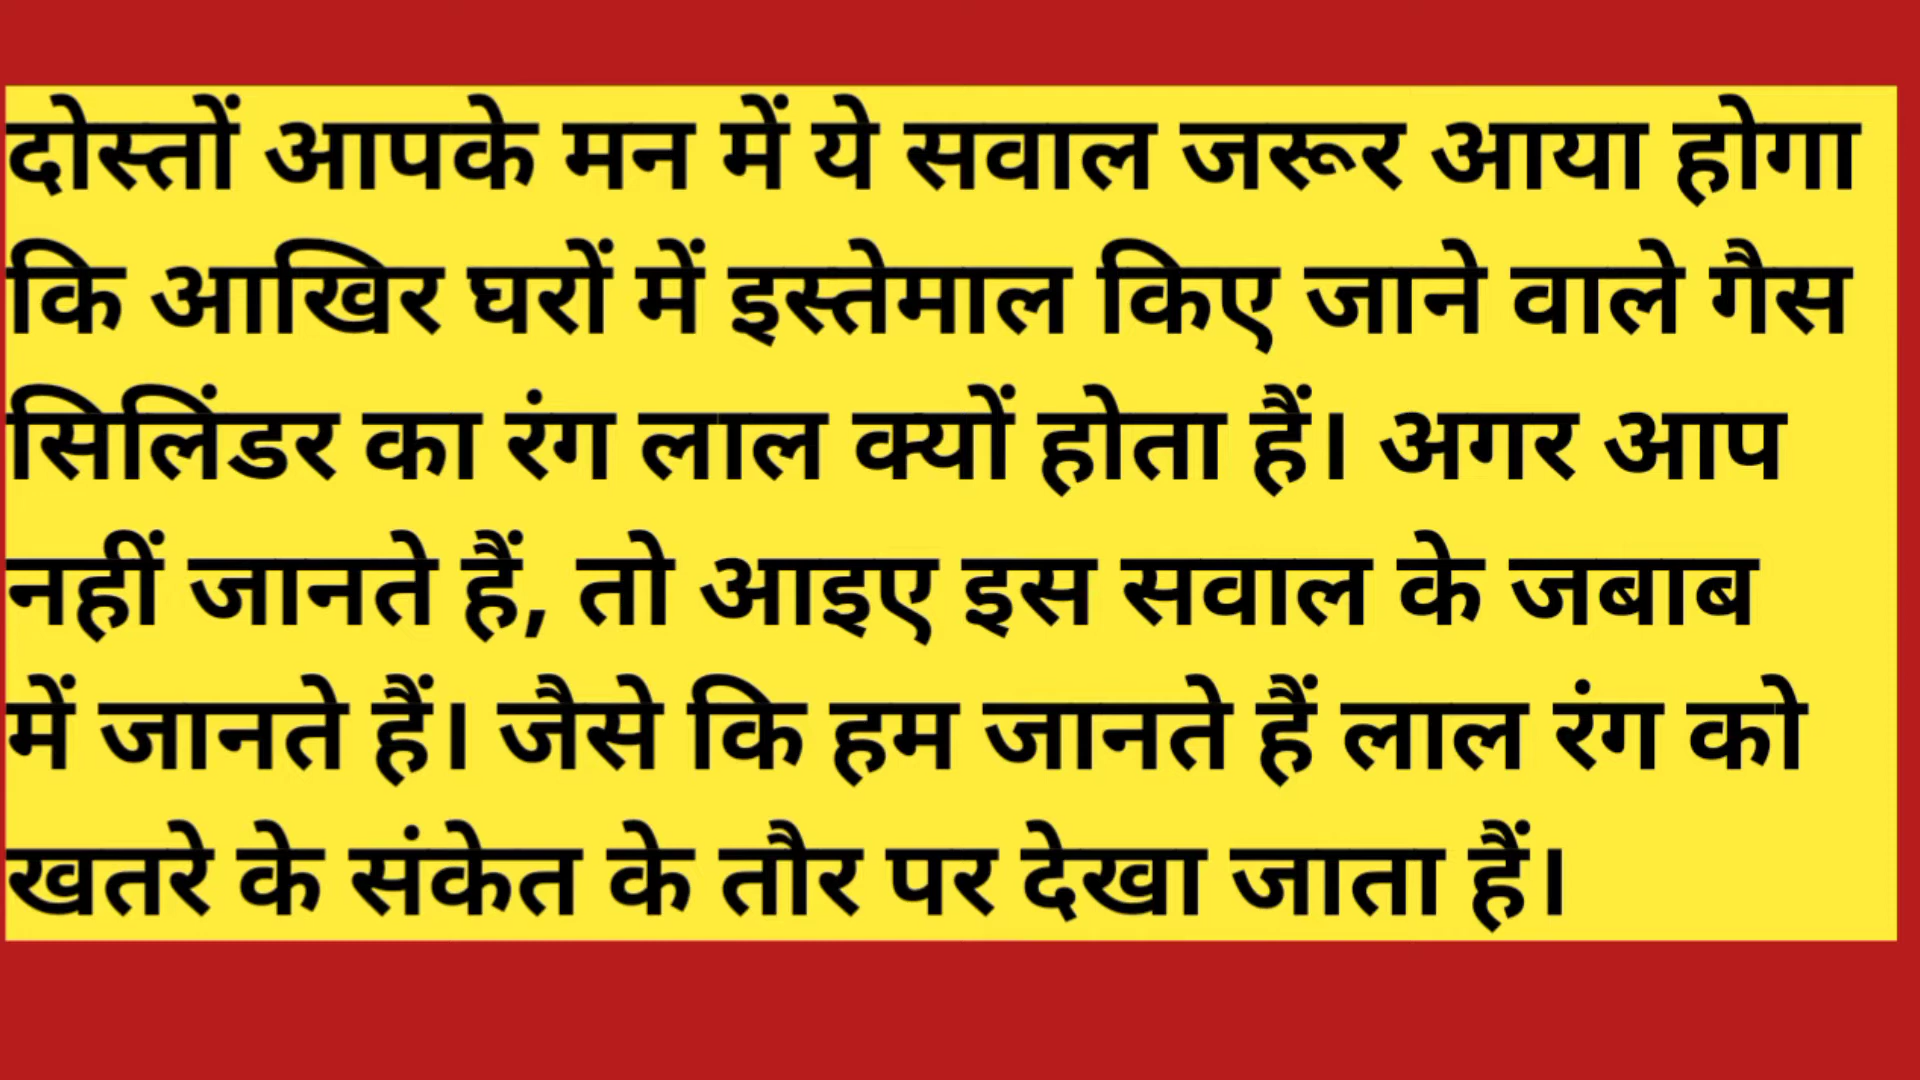 दोस्तों आपके मन में ये सवाल जरूर आया होगा
कि आखिर घरों में इस्तेमाल किए जाने वाले गैस
सिलिंडर का रंग लाल क्यों होता हैं। अगर आप
नहीं जानते हैं, तो आइए इस सवाल के जबाब
में जानते हैं। जैसे कि हम जानते हैं लाल रंग को
खतरे के संकेत के तौर पर देखा जाता हैं।